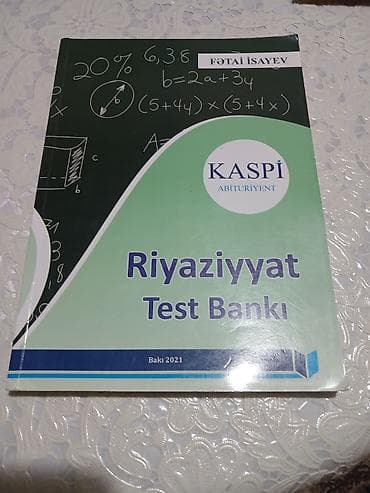 FƏTAİ İSAYEV
20% 6,38
b=2a+3y
b
(5+4y)×(5+4x)
c
b
KASPİ
ABİTURİYENT
Riyaziyyat
Test Bankı
Bakı 2021